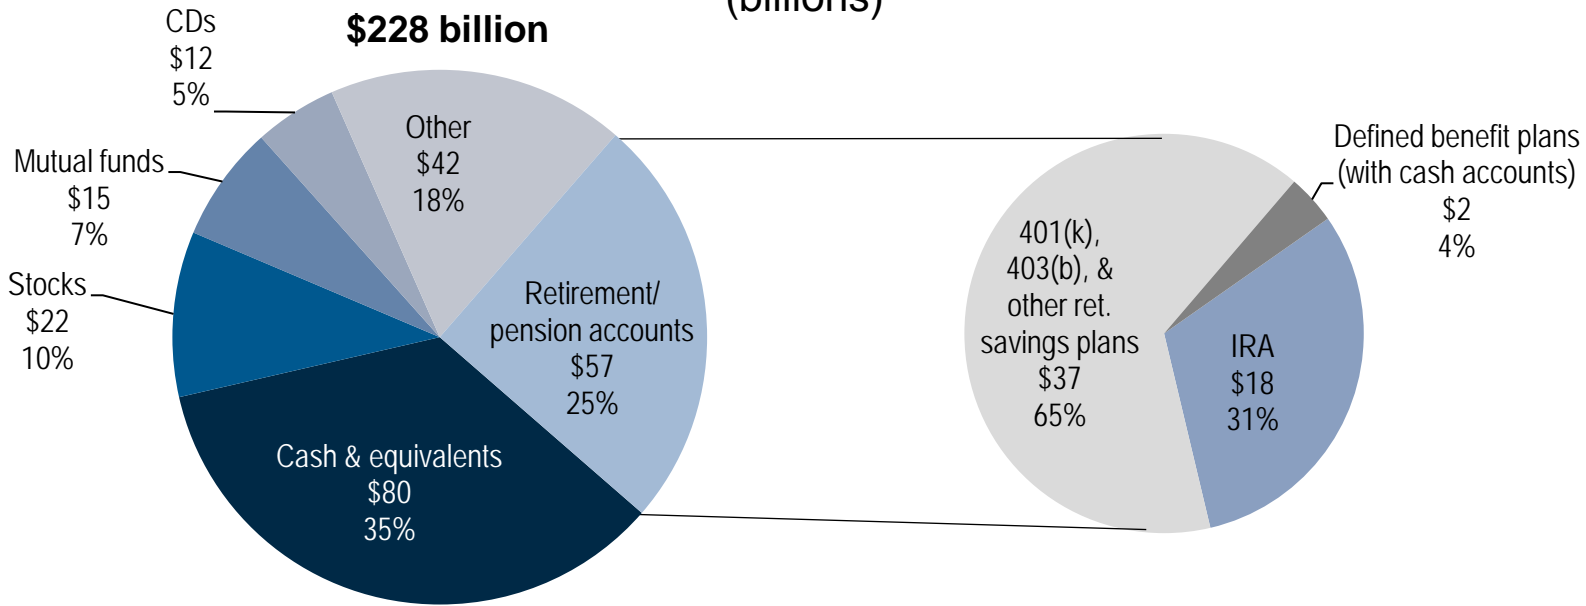 (billions)
$228 billion
CDs
$12
5%
Other
$42
18%
Mutual funds
$15
7%
Stocks
$22
10%
Retirement/
pension accounts
$57
25%
Cash & equivalents
$80
35%
401(k),
403(b), &
other ret.
savings plans
$37
65%
Defined benefit plans
(with cash accounts)
$2
4%
IRA
$18
31%